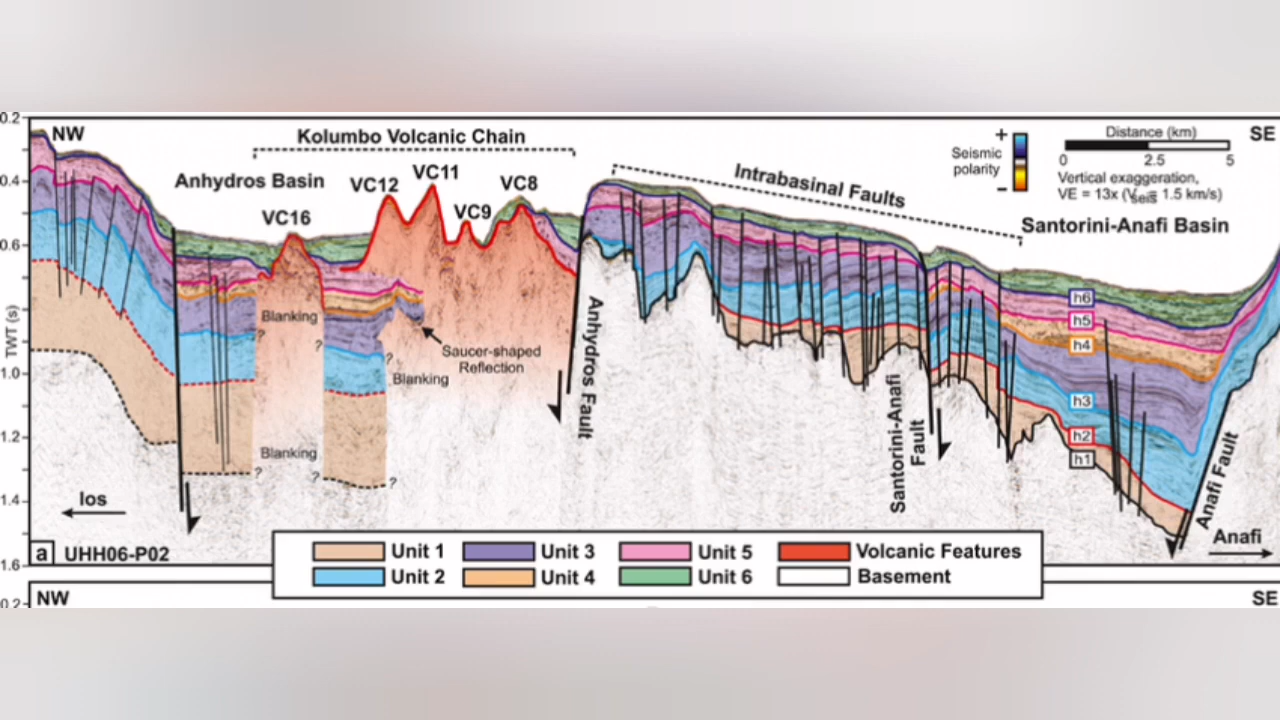 0.2
NW
Kolumbo Volcanic Chain
+
Seismic
polarity
–
Distance (km)
0 2.5 5
Vertical exaggeration,
VE = 13x (Vseis = 1.5 km/s)
SE
0.4
Anhydros Basin
VC16
VC12
VC11
VC9
VC8
Intrabasinal Faults
Santorini-Anafi Basin
0.6
TWT (s)
Blanking
?
?
?
Saucer-shaped
Reflection
Blanking
Anhydros Fault
h6
h5
h4
h3
h2
h1
1.0
1.2
Blanking
?
?
?
Santorini-Anafi
Fault
Anafi Fault
1.4
Ios
Anafi
a UHH06-P02
1.6
Unit 1 Unit 3 Unit 5 Volcanic Features
Unit 2 Unit 4 Unit 6 Basement
0.2
NW
SE